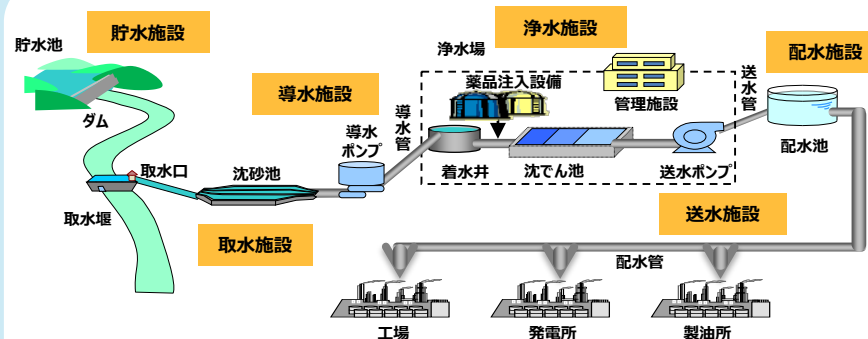 貯水施設
貯水池
ダム
取水口
取水堰
沈砂池
取水施設
導水施設
導水
ポンプ
導水管
浄水施設
浄水場
薬品注入設備
管理施設
着水井
沈でん池
送水ポンプ
送水管
配水施設
配水池
送水施設
配水管
工場
発電所
製油所